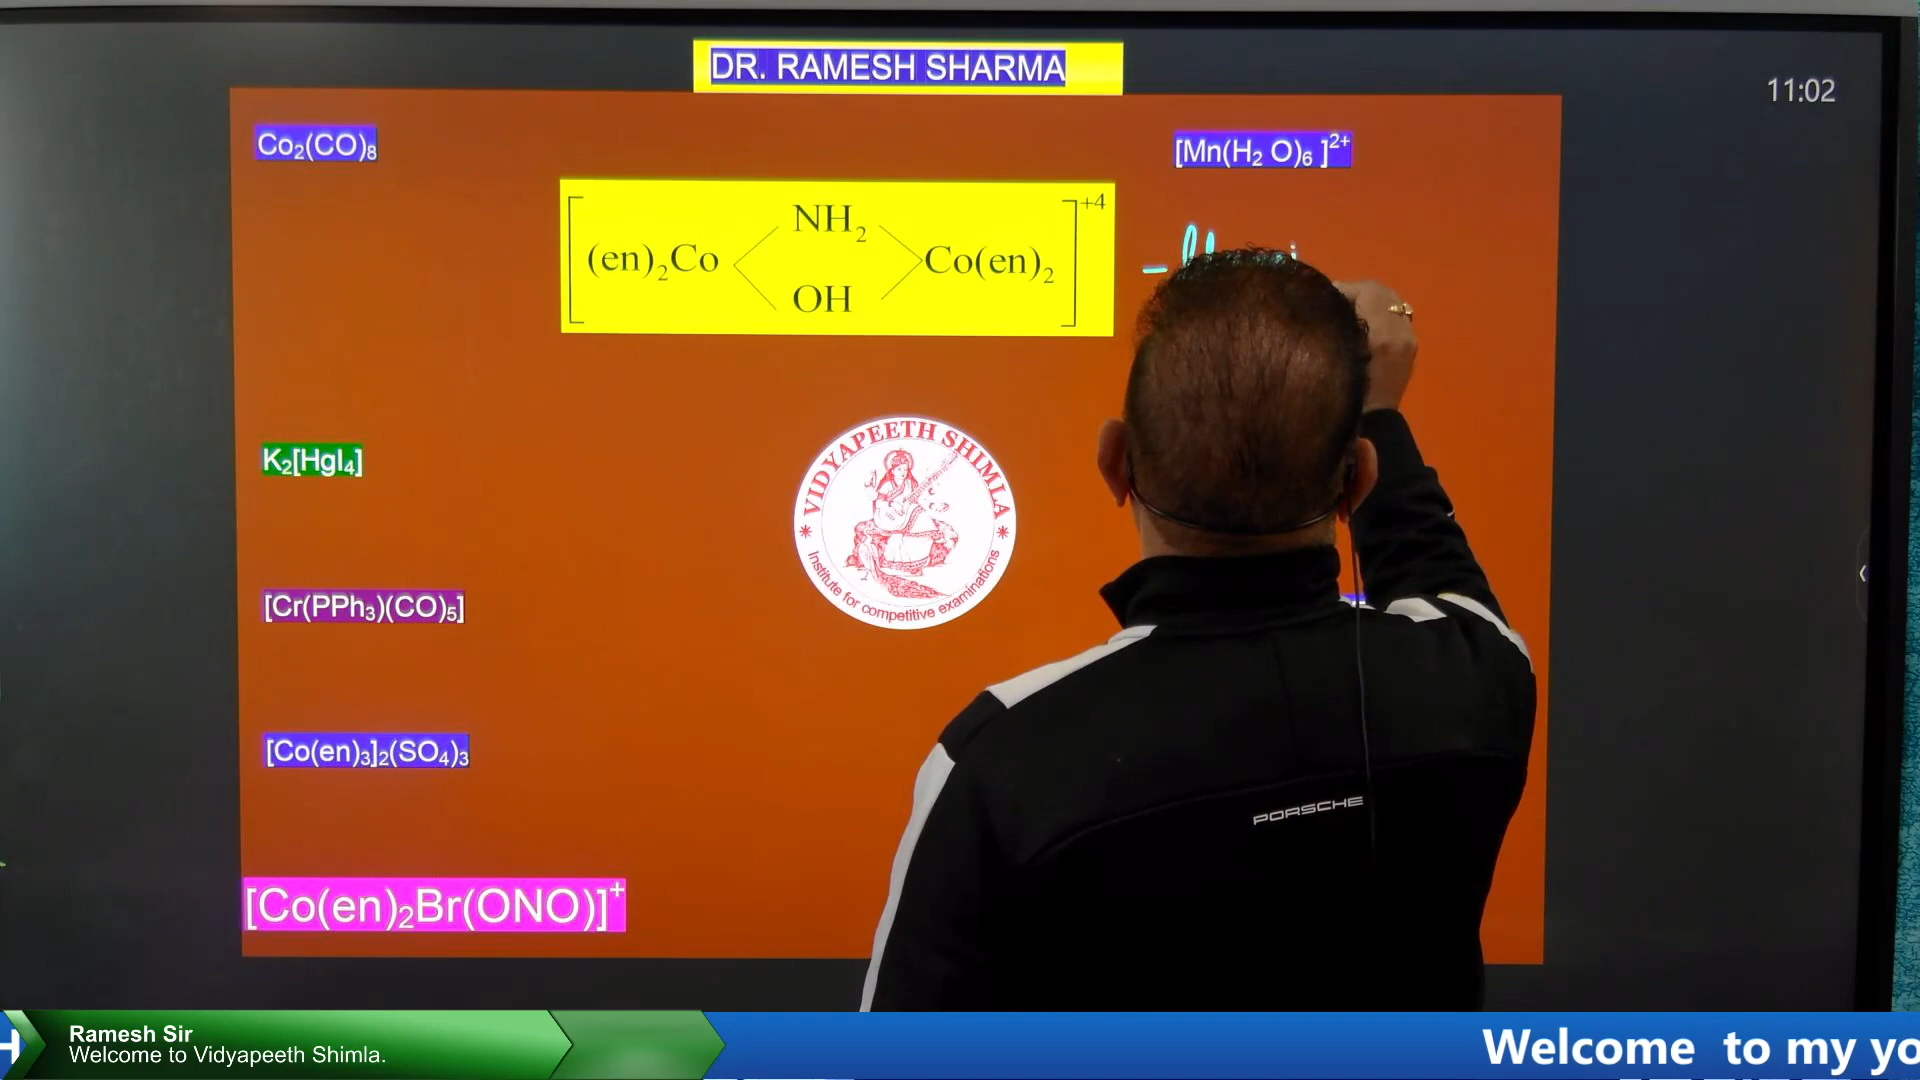 DR. RAMESH SHARMA
11:02
Co₂(CO)₈
[Mn(H₂ O)₆ ]²⁺
[(en)₂Co NH₂ OH Co(en)₂]⁺⁴
K₂[HgI₄]
VIDYAPEETH SHIMLA
Institute for competitive examinations
[Cr(PPh₃)(CO)₅]
[Co(en)₃]₂(SO₄)₃
PORSCHE
[Co(en)₂Br(ONO)]⁺
Ramesh Sir
Welcome to Vidyapeeth Shimla.
Welcome to my